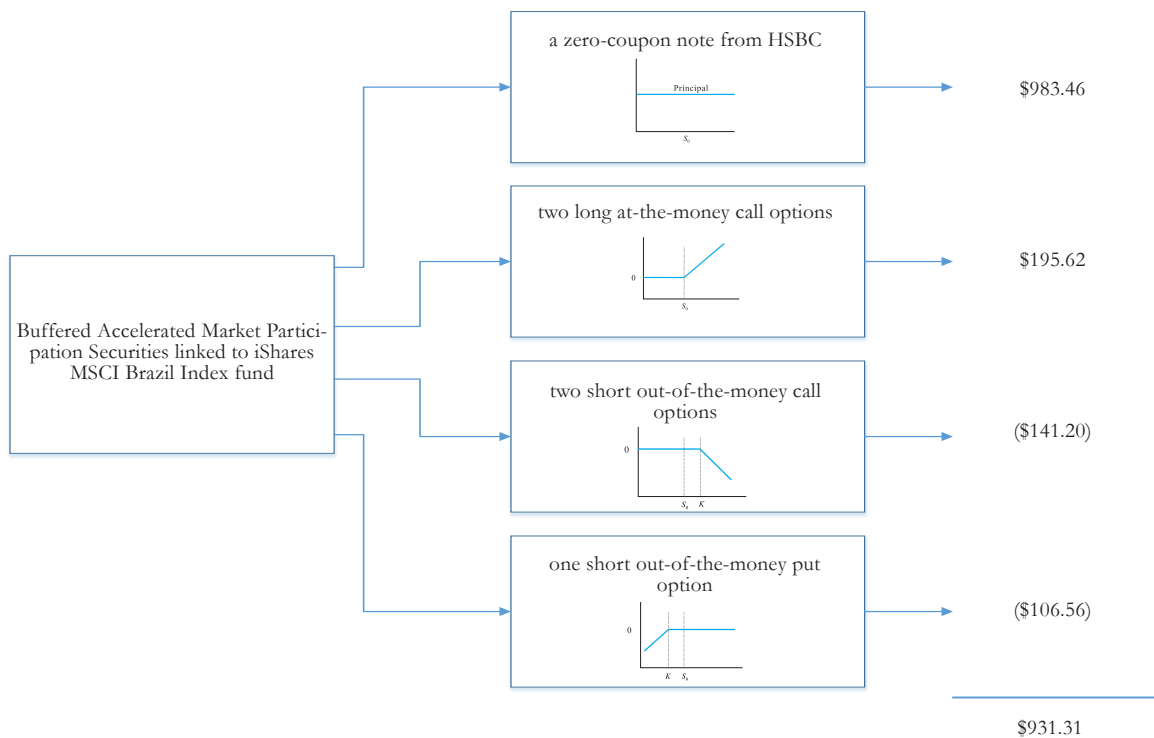 a zero-coupon note from HSBC
Principal
S₀
$983.46
two long at-the-money call options
0
S₀
$195.62
Buffered Accelerated Market Partici-
pation Securities linked to iShares
MSCI Brazil Index fund
two short out-of-the-money call
options
0
S₀ K
($141.20)
one short out-of-the-money put
option
0
K S₀
($106.56)
$931.31